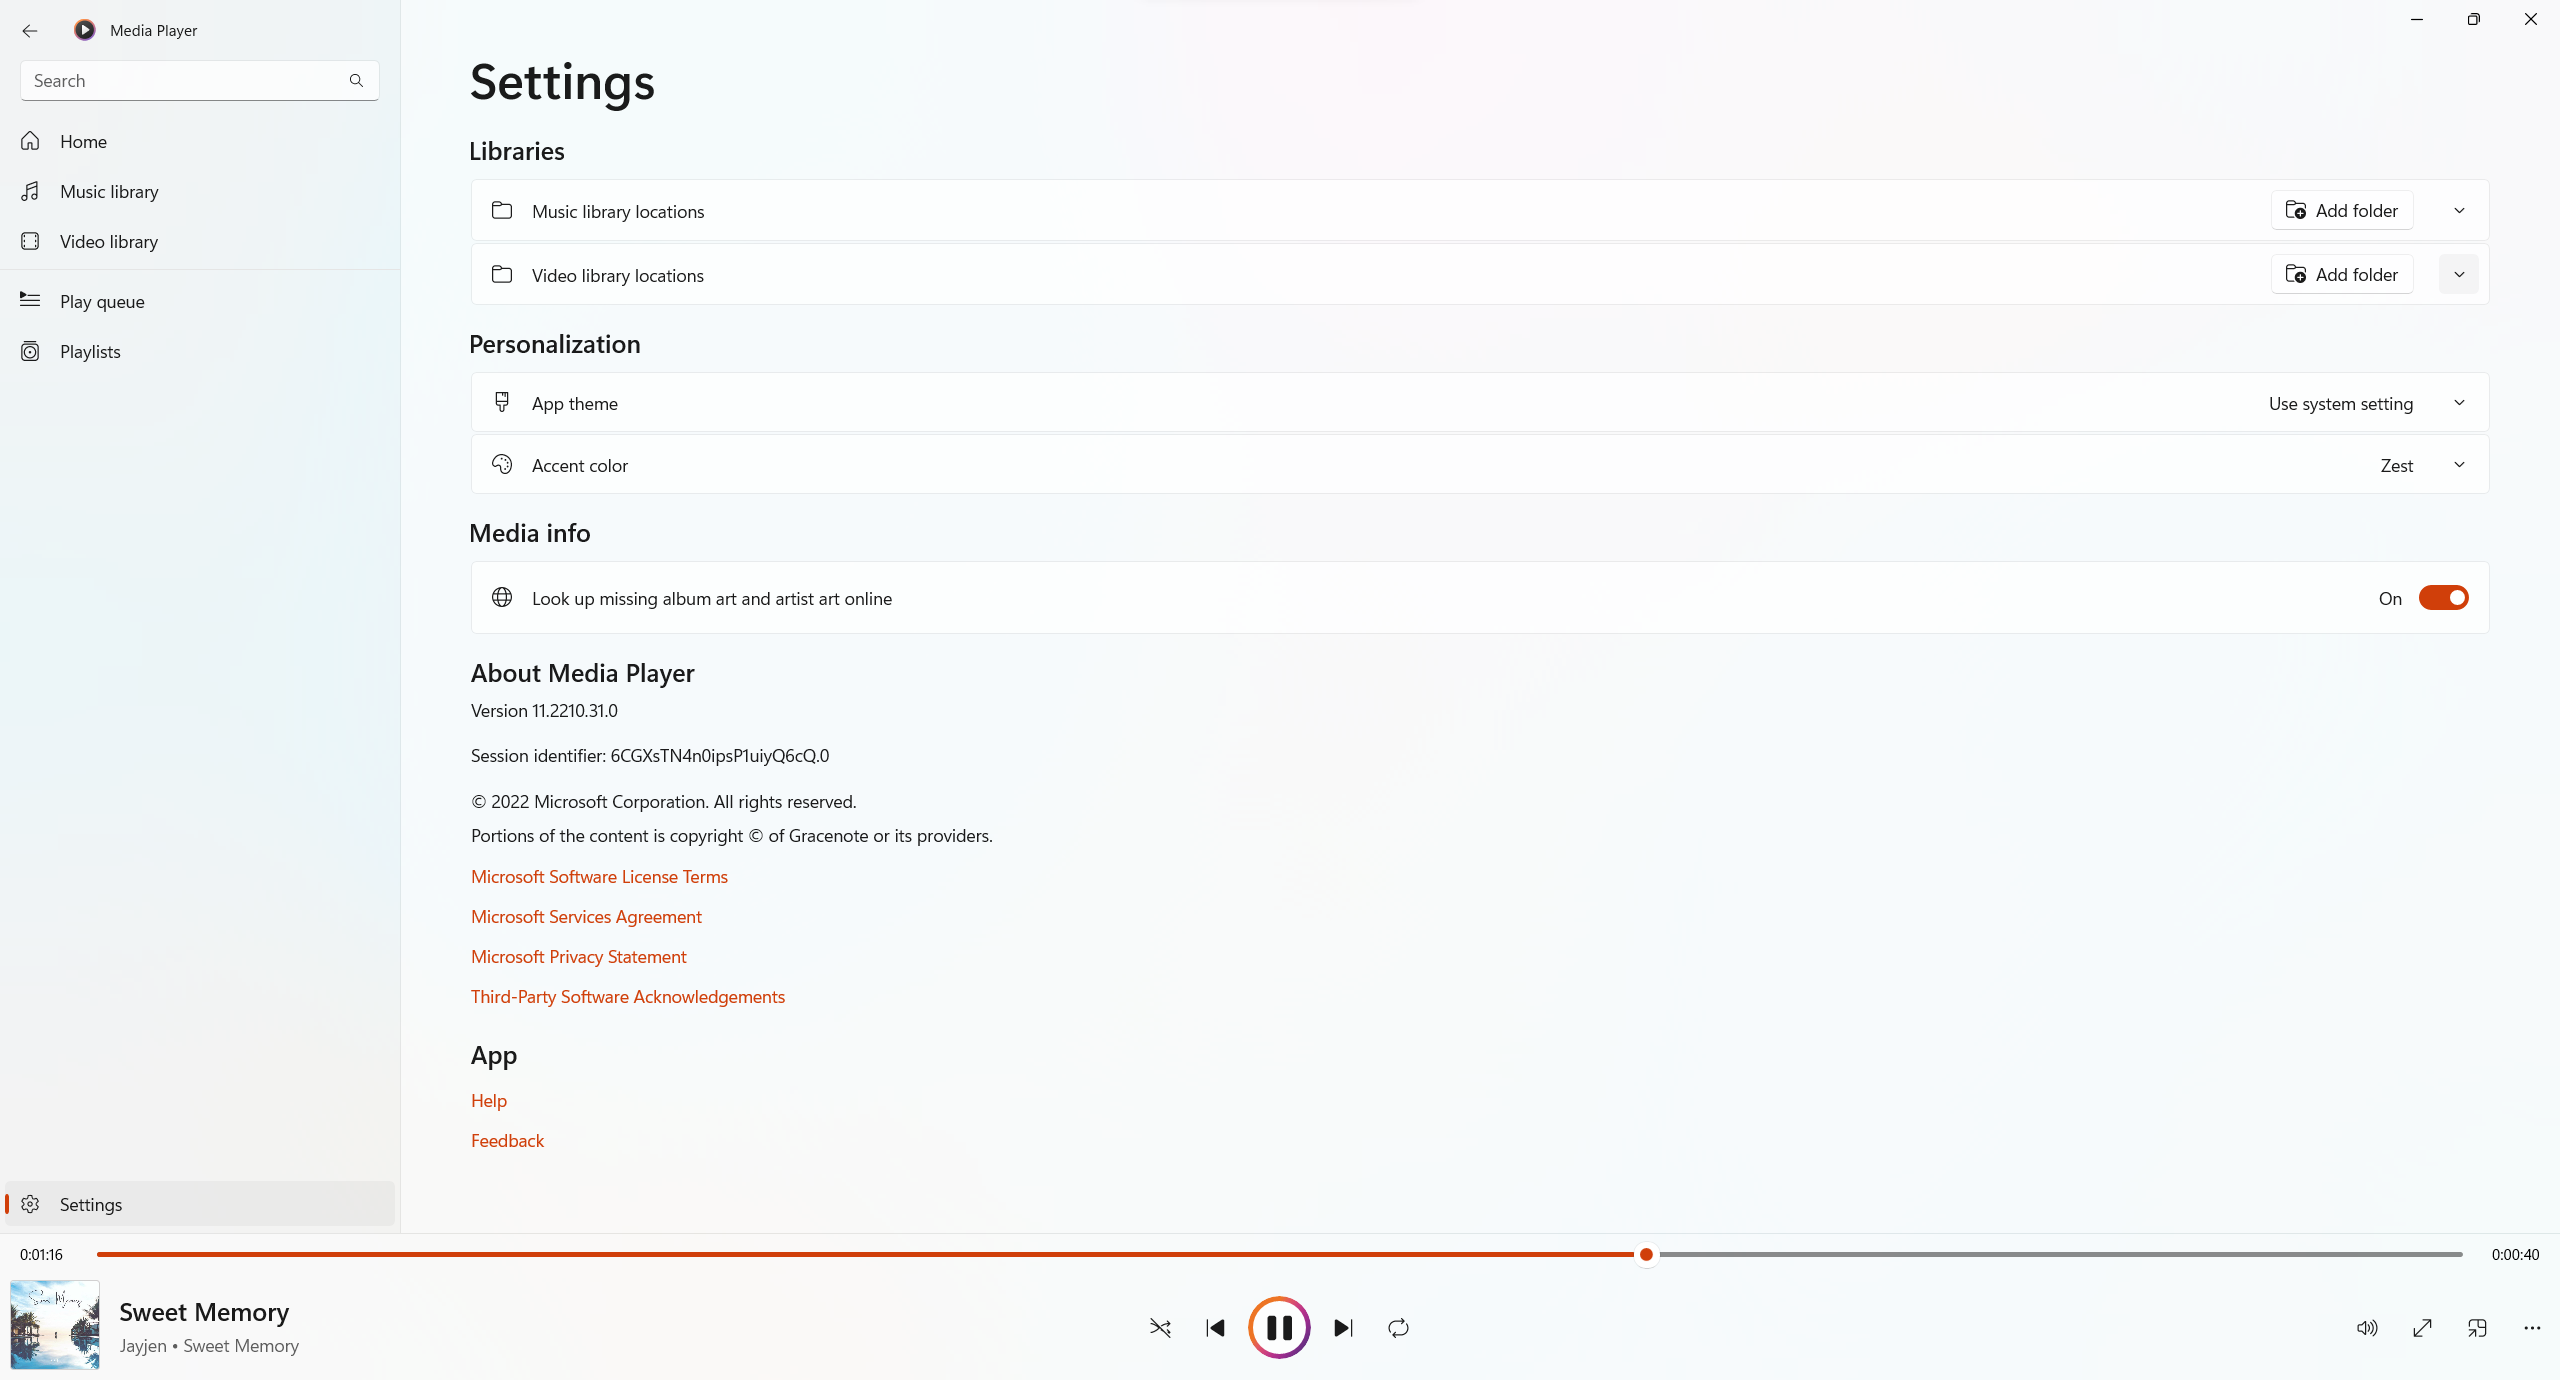 Media Player
Search
Home
Music library
Video library
Play queue
Playlists
Settings
Settings
Libraries
Music library locations
Add folder
Video library locations
Add folder
Personalization
App theme
Use system setting
Accent color
Zest
Media info
Look up missing album art and artist art online
On
About Media Player
Version 11.2210.31.0
Session identifier: 6CGXsTN4n0ipsP1uiyQ6cQ.0
© 2022 Microsoft Corporation. All rights reserved.
Portions of the content is copyright © of Gracenote or its providers.
Microsoft Software License Terms
Microsoft Services Agreement
Microsoft Privacy Statement
Third-Party Software Acknowledgements
App
Help
Feedback
0:01:16
0:00:40
Sweet Memory
Sweet Memory
Jayjen • Sweet Memory